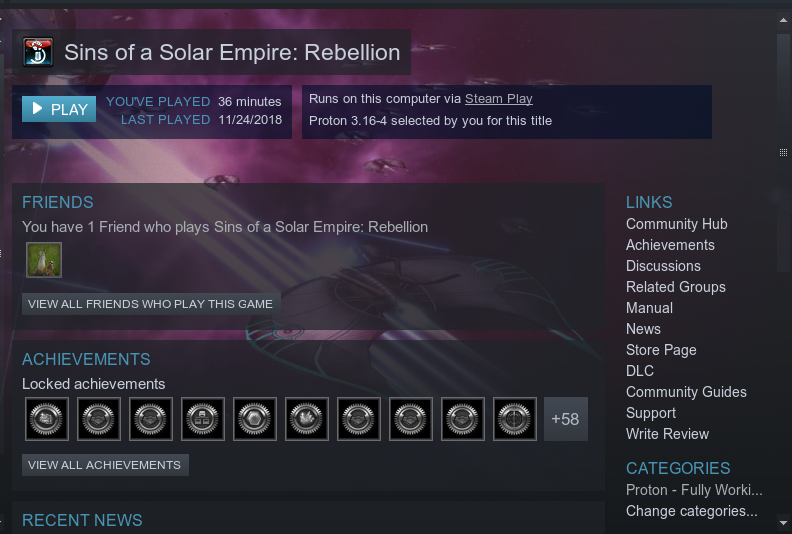 Sins of a Solar Empire: Rebellion
PLAY
YOU'VE PLAYED 36 minutes
LAST PLAYED 11/24/2018
Runs on this computer via Steam Play
Proton 3.16-4 selected by you for this title
FRIENDS
You have 1 Friend who plays Sins of a Solar Empire: Rebellion
VIEW ALL FRIENDS WHO PLAY THIS GAME
ACHIEVEMENTS
Locked achievements
+58
VIEW ALL ACHIEVEMENTS
RECENT NEWS
LINKS
Community Hub
Achievements
Discussions
Related Groups
Manual
News
Store Page
DLC
Community Guides
Support
Write Review
CATEGORIES
Proton - Fully Worki...
Change categories...